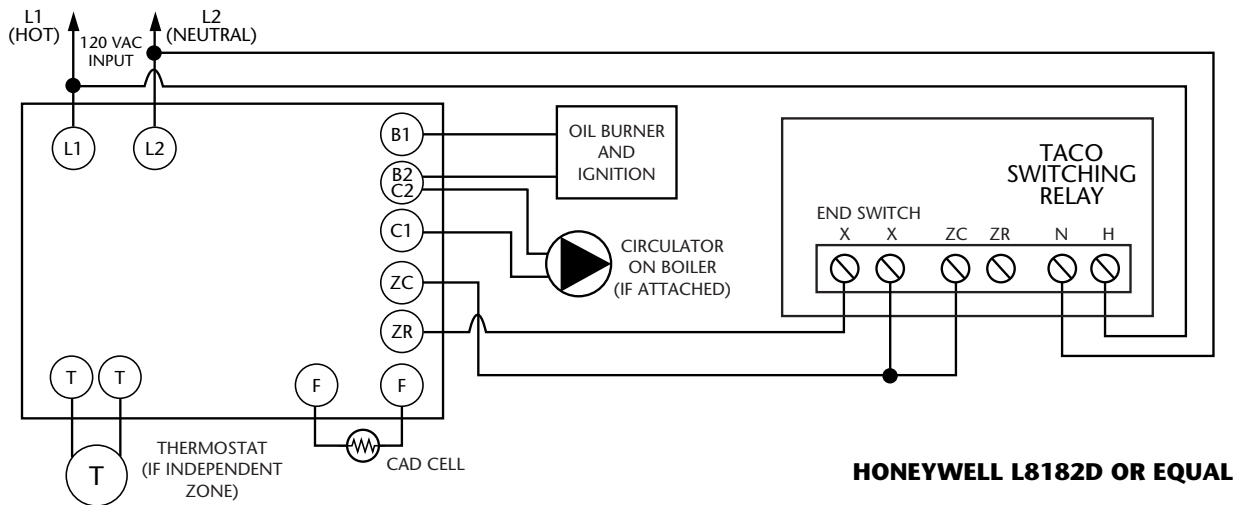 L1
(HOT)
120 VAC
INPUT
L2
(NEUTRAL)
L1
L2
B1
B2
C2
C1
ZC
ZR
T
T
F
F
OIL BURNER
AND
IGNITION
CIRCULATOR
ON BOILER
(IF ATTACHED)
TACO
SWITCHING
RELAY
END SWITCH
X X ZC ZR N H
T
THERMOSTAT
(IF INDEPENDENT
ZONE)
CAD CELL
HONEYWELL L8182D OR EQUAL